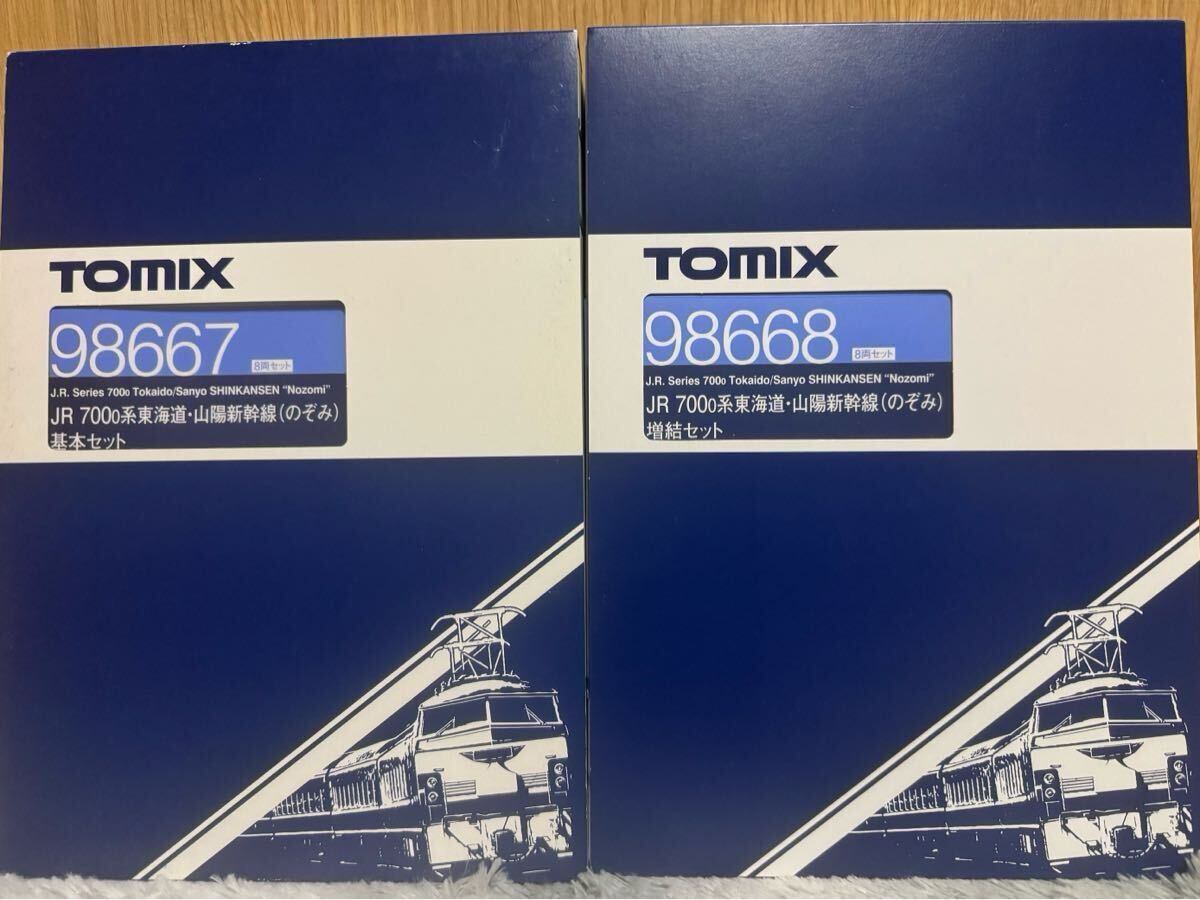 TOMIX
98667 8両セット
J.R. Series 7000 Tokaido/Sanyo SHINKANSEN "Nozomi"
JR 7000系東海道・山陽新幹線(のぞみ)
基本セット
TOMIX
98668 8両セット
J.R. Series 7000 Tokaido/Sanyo SHINKANSEN "Nozomi"
JR 7000系東海道・山陽新幹線(のぞみ)
増結セット